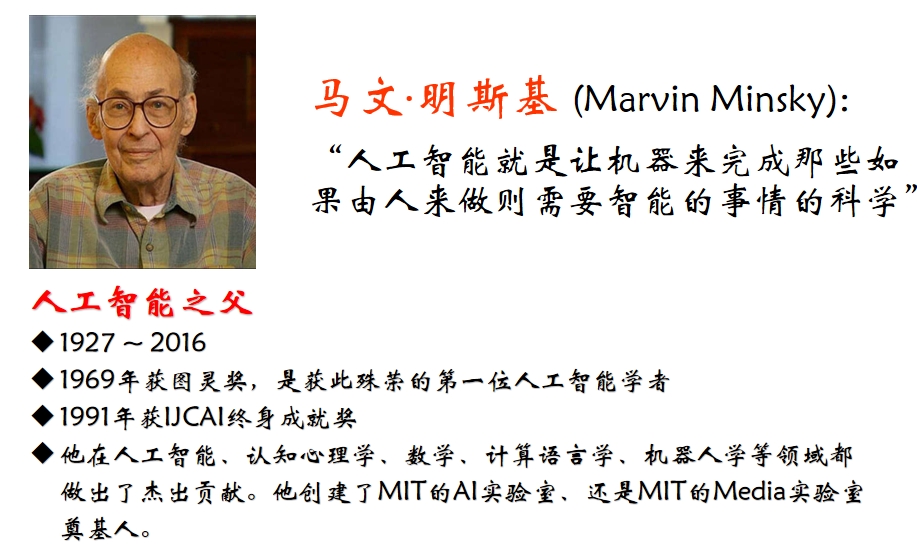 马文·明斯基 (Marvin Minsky):
“人工智能就是让机器来完成那些如
果由人来做则需要智能的事情的科学”
人工智能之父
◆1927 ~ 2016
◆1969年获图灵奖，是获此殊荣的第一位人工智能学者
◆1991年获IJCAI终身成就奖
◆他在人工智能、认知心理学、数学、计算语言学、机器人学等领域都
做出了杰出贡献。他创建了MIT的AI实验室、还是MIT的Media实验室
奠基人。